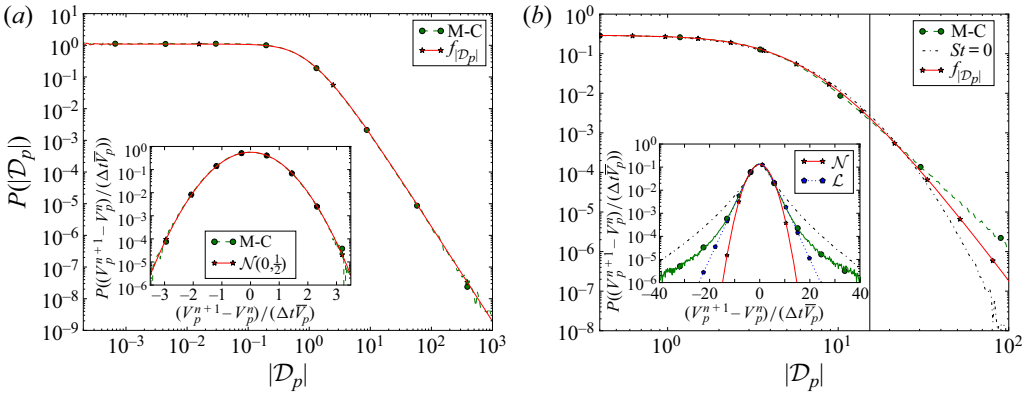 (a)
P(|𝒟_p|)
10^1
10^0
10^−1
10^−2
10^−3
10^−4
10^−5
10^−6
10^−7
10^−8
10^−9
10^−3
10^−2
10^−1
10^0
10^1
10^2
10^3
|𝒟_p|
M-C
f_{|𝒟_p|}
P((V_p^{n+1} − V_p^n)/(Δt V̅_p))
10^0
10^−1
10^−2
10^−3
10^−4
10^−5
10^−6
−3 −2 −1 0 1 2 3
(V_p^{n+1} − V_p^n)/(Δt V̅_p)
M-C
𝒩(0,½)
(b)
10^0
10^−1
10^−2
10^−3
10^−4
10^−5
10^−6
10^−7
10^−8
10^0
10^1
10^2
|𝒟_p|
M-C
St = 0
f_{|𝒟_p|}
P((V_p^{n+1} − V_p^n)/(Δt V̅_p))
10^0
10^−1
10^−2
10^−3
10^−4
10^−5
10^−6
−40 −20 0 20 40
(V_p^{n+1} − V_p^n)/(Δt V̅_p)
𝒩
ℒ